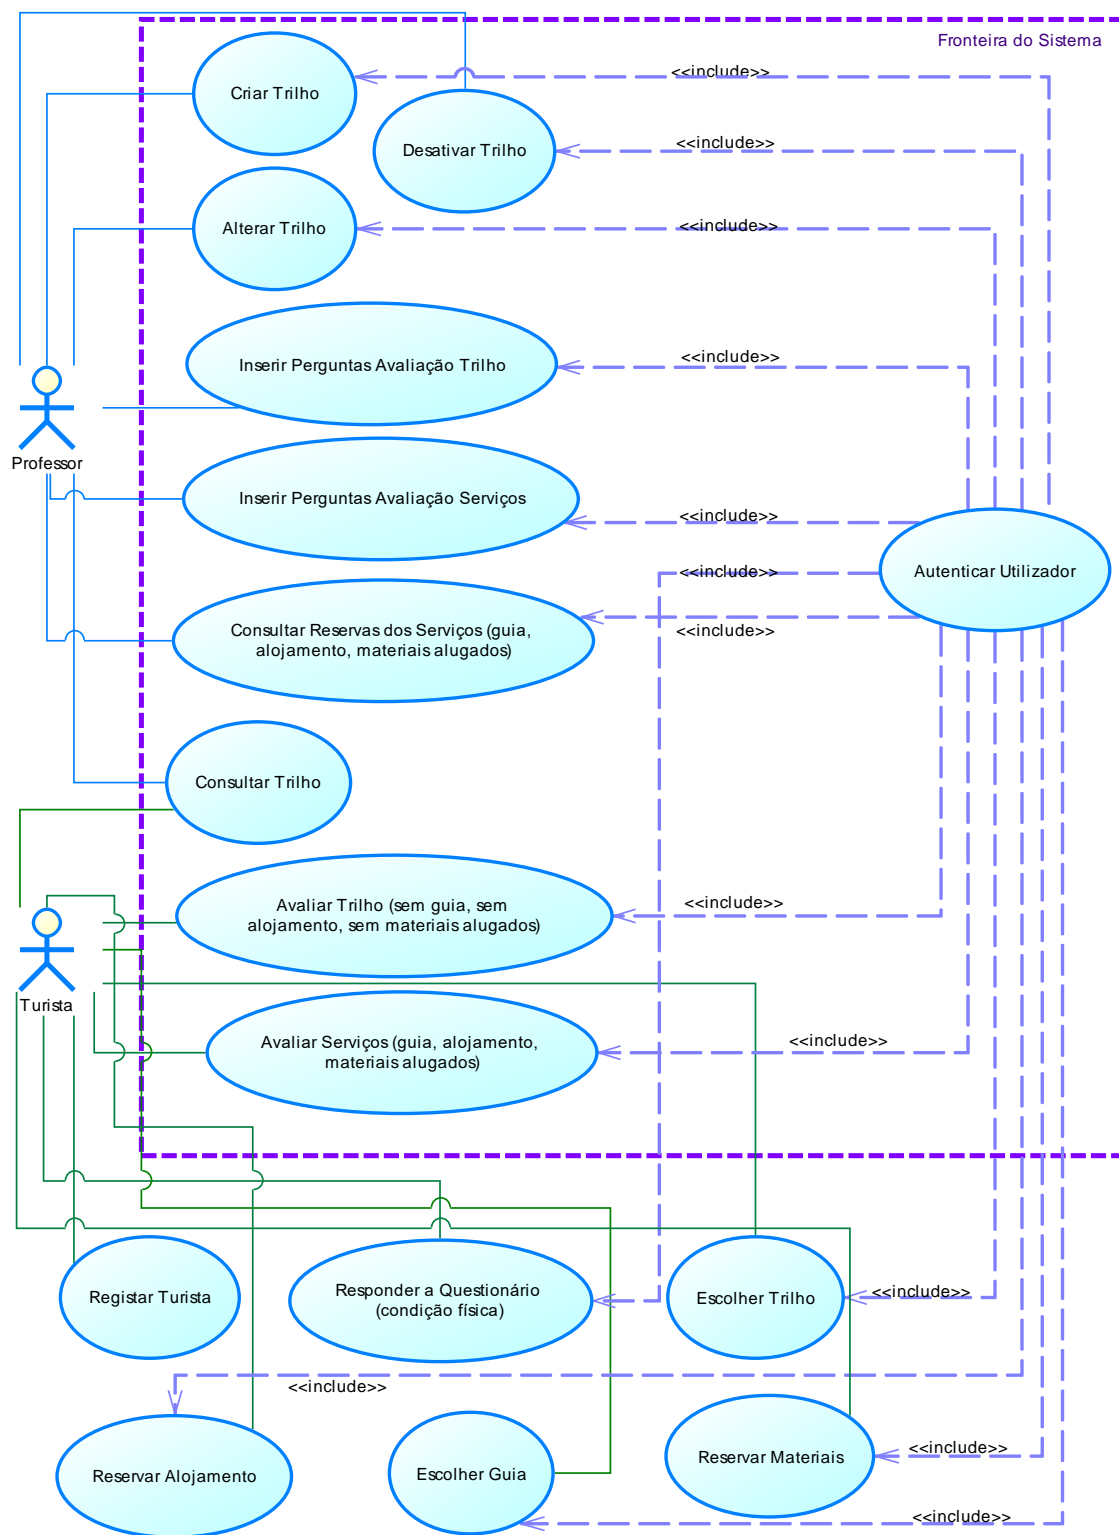 Fronteira do Sistema
Criar Trilho
<<include>>
Desativar Trilho
<<include>>
Alterar Trilho
<<include>>
Inserir Perguntas Avaliação Trilho
<<include>>
Professor
Inserir Perguntas Avaliação Serviços
<<include>>
Autenticar Utilizador
<<include>>
Consultar Reservas dos Serviços (guia,
alojamento, materiais alugados)
<<include>>
Consultar Trilho
Avaliar Trilho (sem guia, sem
alojamento, sem materiais alugados)
<<include>>
Turista
Avaliar Serviços (guia, alojamento,
materiais alugados)
<<include>>
Registar Turista
Responder a Questionário
(condição física)
Escolher Trilho
<<include>>
<<include>>
Reservar Alojamento
Escolher Guia
Reservar Materiais
<<include>>
<<include>>